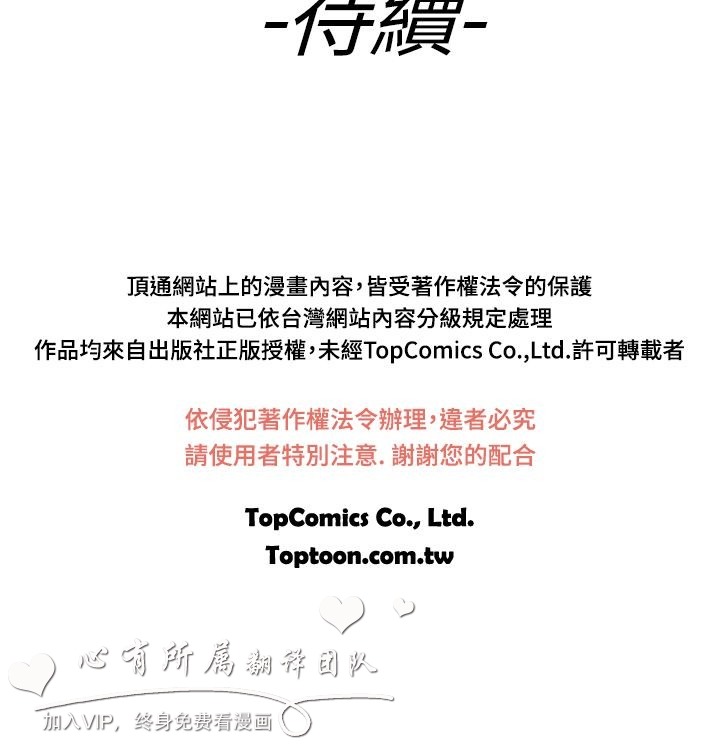 -待續-
頂通網站上的漫畫內容，皆受著作權法令的保護
本網站已依台灣網站內容分級規定處理
作品均來自出版社正版授權，未經TopComics Co.,Ltd.許可轉載者
依侵犯著作權法令辦理，違者必究
請使用者特別注意. 謝謝您的配合
TopComics Co., Ltd.
Toptoon.com.tw
心有所属翻译团队
加入VIP，终身免费看漫画